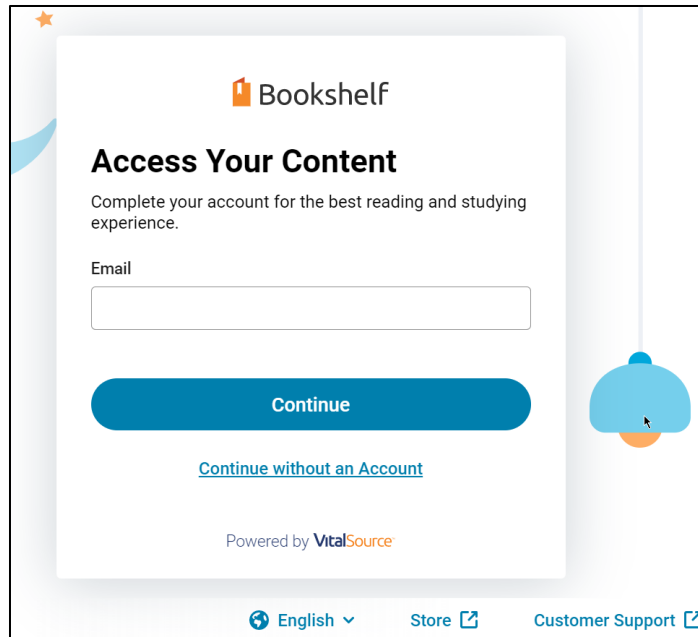 Bookshelf
Access Your Content
Complete your account for the best reading and studying
experience.
Email
Continue
Continue without an Account
Powered by VitalSource
English
Store
Customer Support